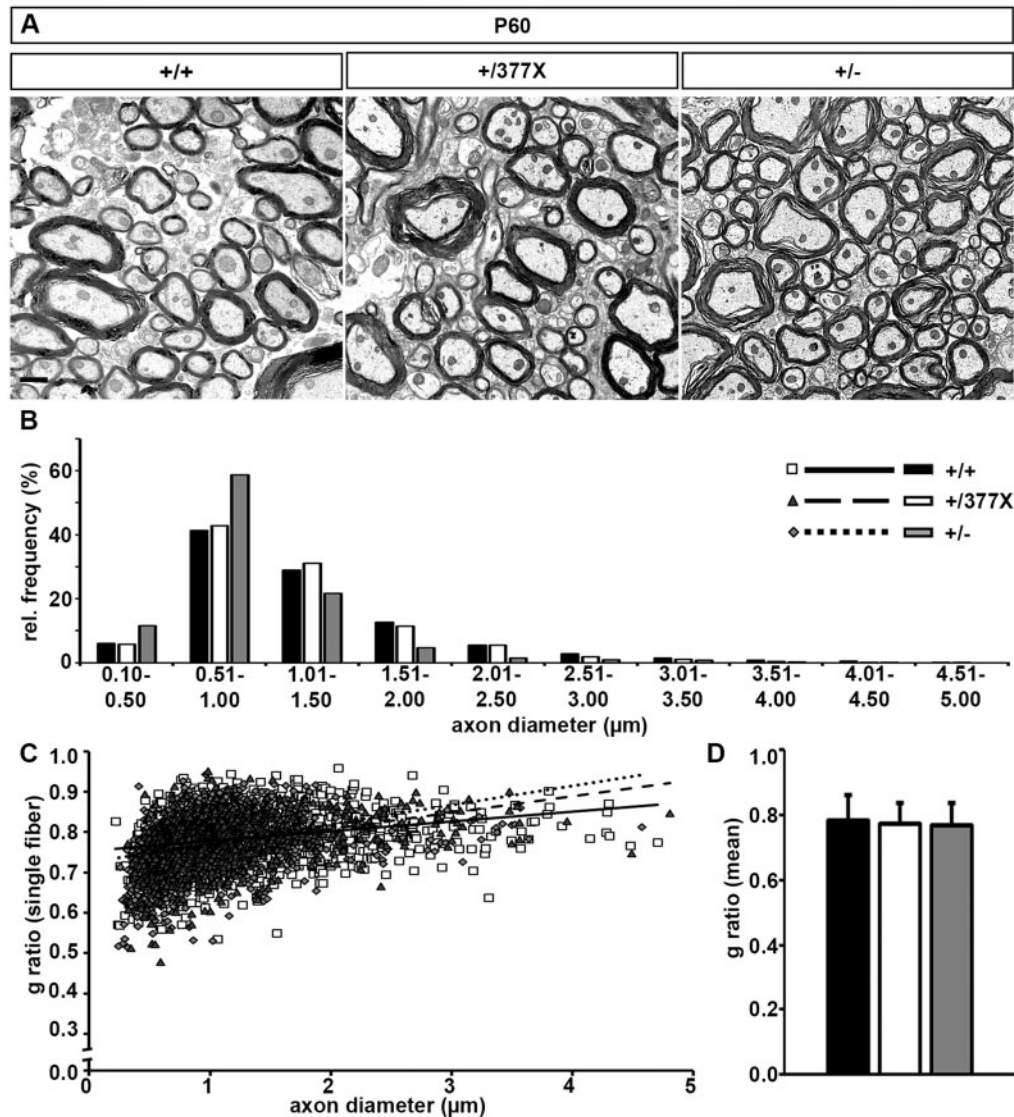 A
P60
+/+ +/377X +/-
B
rel. frequency (%)
60
40
20
0
+/+
+/377X
+/-
0.10- 0.51- 1.01- 1.51- 2.01- 2.51- 3.01- 3.51- 4.01- 4.51-
0.50 1.00 1.50 2.00 2.50 3.00 3.50 4.00 4.50 5.00
axon diameter (µm)
C
g ratio (single fiber)
1.0
0.9
0.8
0.7
0.6
0.5
0.4
0.3
0.0
0 1 2 3 4 5
axon diameter (µm)
D
g ratio (mean)
1.0
0.8
0.6
0.4
0.2
0.0